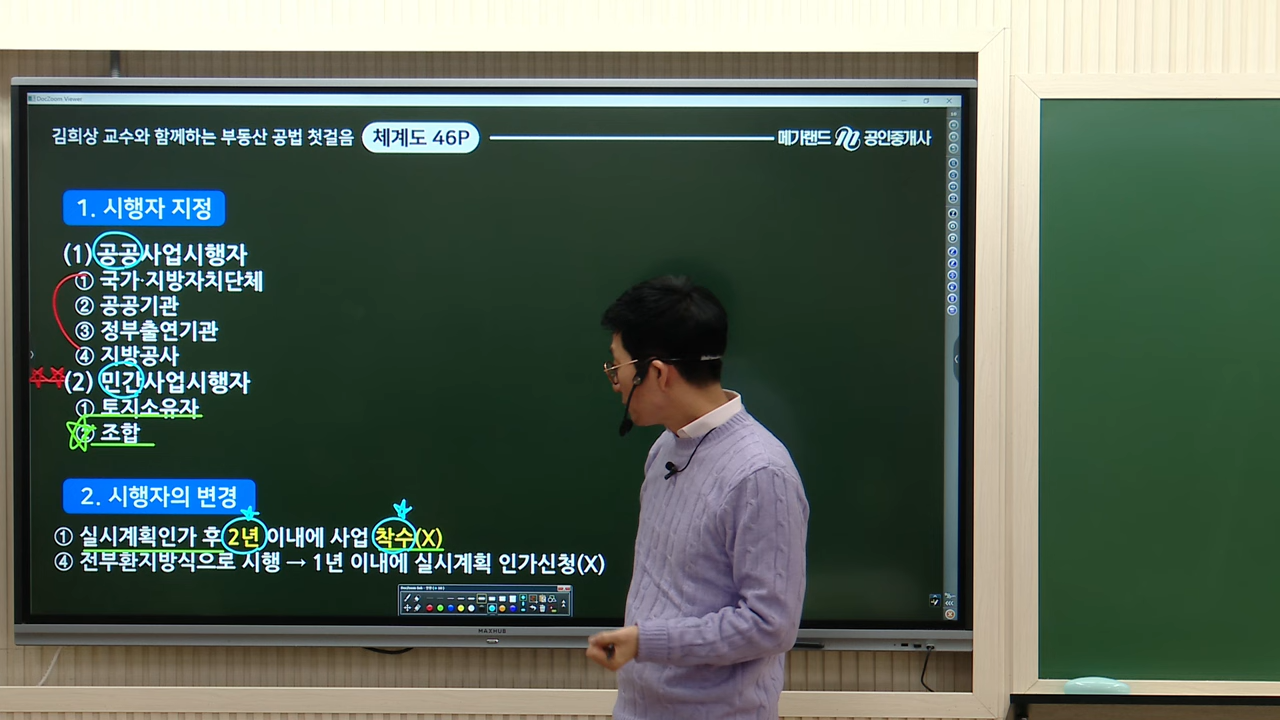 DocZoom Viewer
김희상 교수와 함께하는 부동산 공법 첫걸음 체계도 46P 메가랜드 공인중개사
1. 시행자 지정
(1) 공공사업시행자
① 국가·지방자치단체
② 공공기관
③ 정부출연기관
④ 지방공사
(2) 민간사업시행자
① 토지소유자
② 조합
2. 시행자의 변경
① 실시계획인가 후 2년 이내에 사업 착수(X)
④ 전부환지방식으로 시행 → 1년 이내에 실시계획 인가신청(X)
MAXHUB